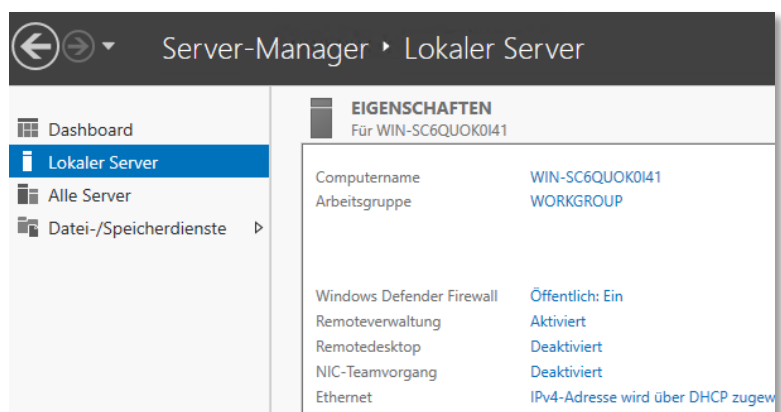 Server-Manager ‣ Lokaler Server
Dashboard
Lokaler Server
Alle Server
Datei-/Speicherdienste
EIGENSCHAFTEN
Für WIN-SC6QUOK0I41
Computername WIN-SC6QUOK0I41
Arbeitsgruppe WORKGROUP
Windows Defender Firewall Öffentlich: Ein
Remoteverwaltung Aktiviert
Remotedesktop Deaktiviert
NIC-Teamvorgang Deaktiviert
Ethernet IPv4-Adresse wird über DHCP zugew